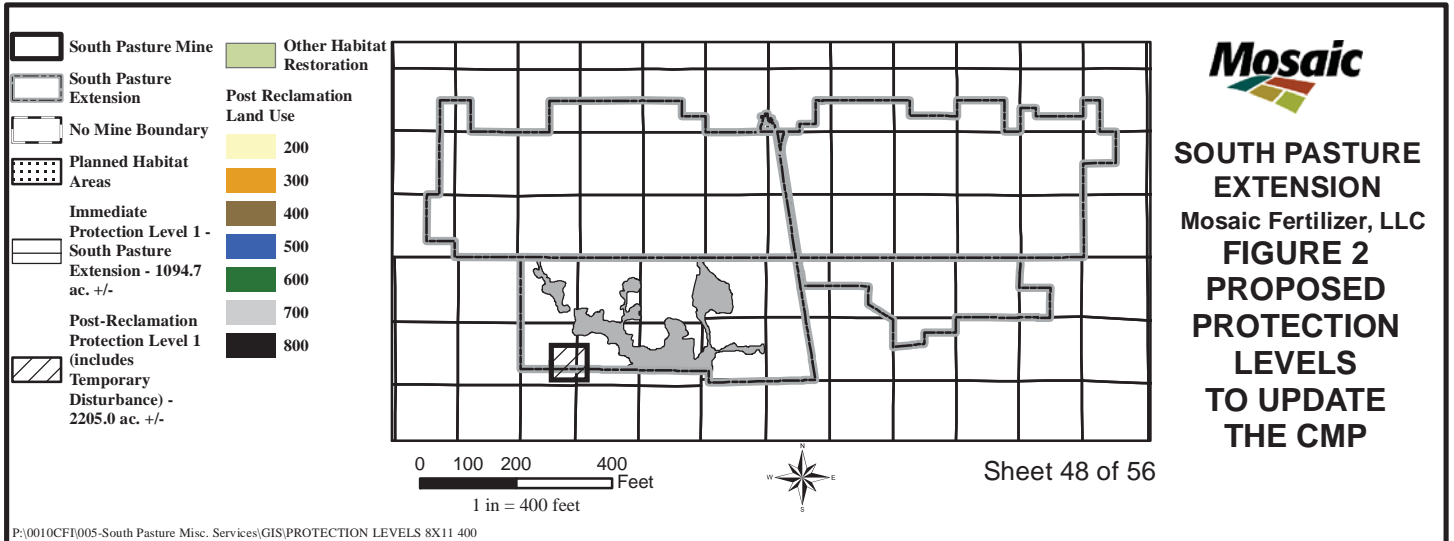 South Pasture Mine
South Pasture
Extension
No Mine Boundary
Planned Habitat
Areas
Immediate
Protection Level 1 -
South Pasture
Extension - 1094.7
ac. +/-
Post-Reclamation
Protection Level 1
(includes
Temporary
Disturbance) -
2205.0 ac. +/-
Other Habitat
Restoration
Post Reclamation
Land Use
200
300
400
500
600
700
800
0 100 200 400
Feet
1 in = 400 feet
N
W E
S
Sheet 48 of 56
Mosaic
SOUTH PASTURE
EXTENSION
Mosaic Fertilizer, LLC
FIGURE 2
PROPOSED
PROTECTION
LEVELS
TO UPDATE
THE CMP
P:\0010CFI\005-South Pasture Misc. Services\GIS\PROTECTION LEVELS 8X11 400